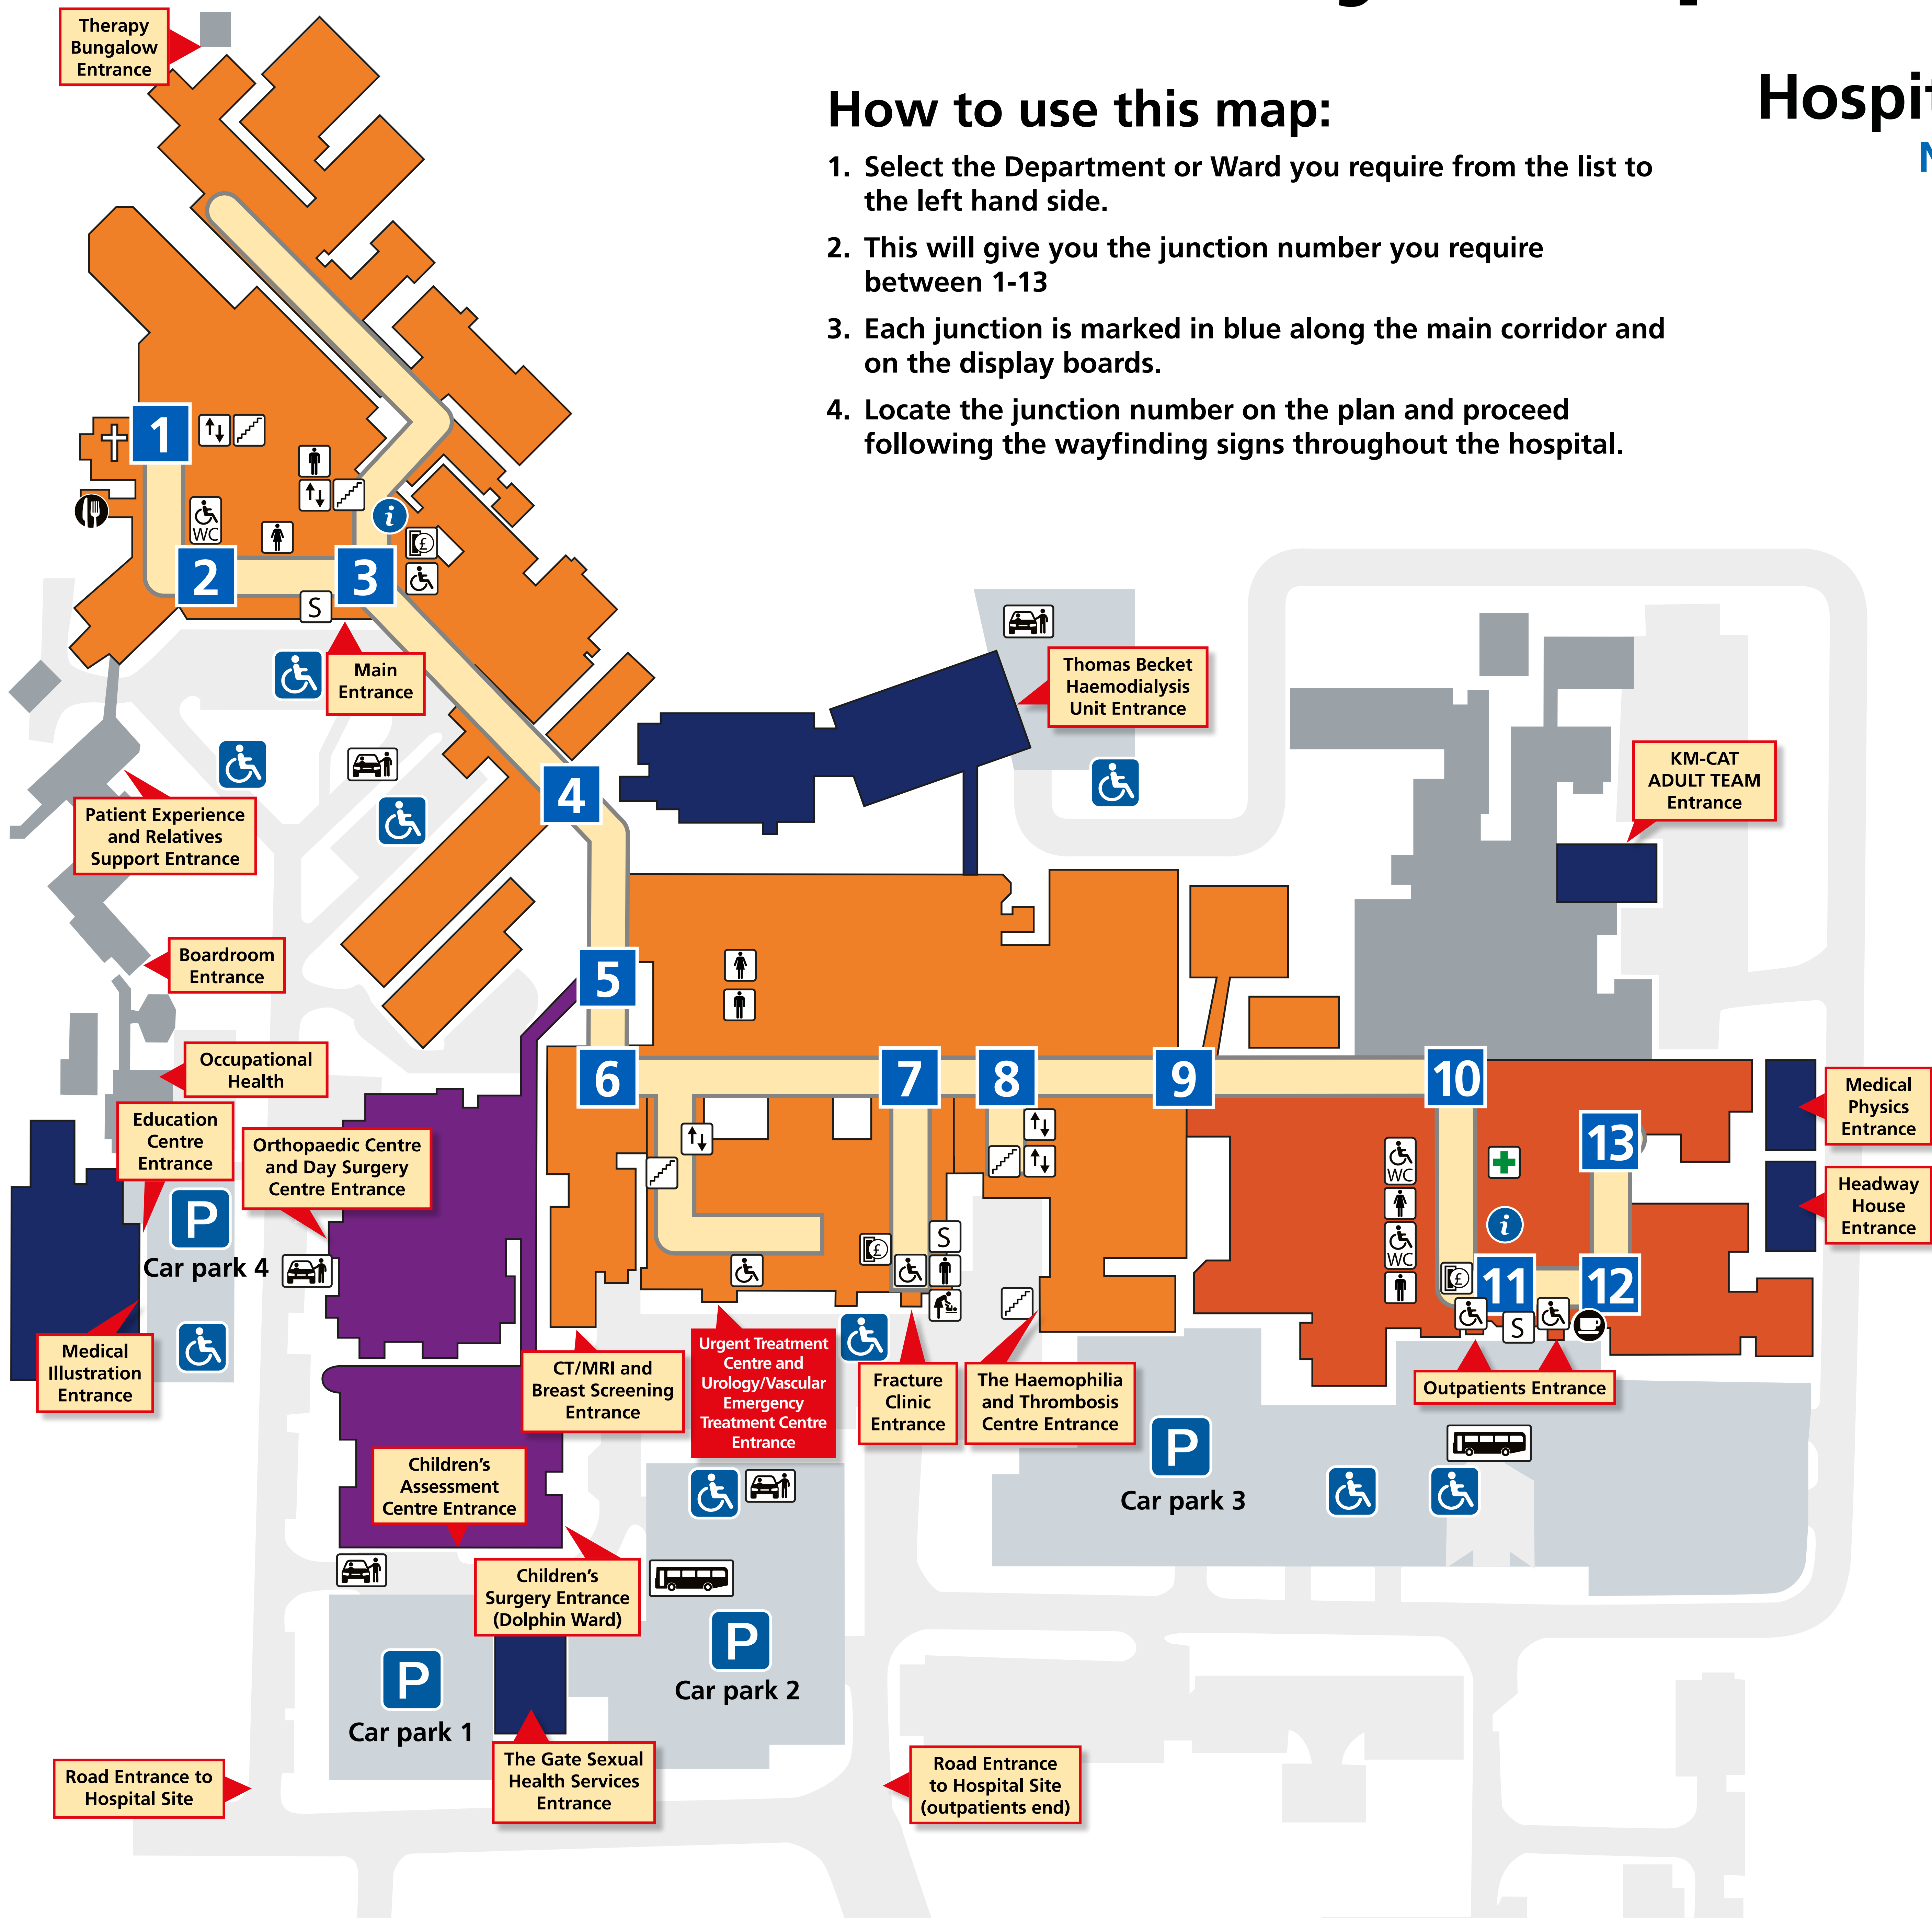 Hospit
N
How to use this map:
1. Select the Department or Ward you require from the list to
the left hand side.
2. This will give you the junction number you require
between 1-13
3. Each junction is marked in blue along the main corridor and
on the display boards.
4. Locate the junction number on the plan and proceed
following the wayfinding signs throughout the hospital.
Therapy
Bungalow
Entrance
1
WC
2
3
S
£
i
Main
Entrance
Thomas Becket
Haemodialysis
Unit Entrance
KM-CAT
ADULT TEAM
Entrance
4
Patient Experience
and Relatives
Support Entrance
Boardroom
Entrance
5
Occupational
Health
6
7
8
9
10
Medical
Physics
Entrance
Education
Centre
Entrance
Orthopaedic Centre
and Day Surgery
Centre Entrance
13
WC
WC
i
Headway
House
Entrance
P
Car park 4
S
£
£
11
12
S
Medical
Illustration
Entrance
CT/MRI and
Breast Screening
Entrance
Urgent Treatment
Centre and
Urology/Vascular
Emergency
Treatment Centre
Entrance
Fracture
Clinic
Entrance
The Haemophilia
and Thrombosis
Centre Entrance
Outpatients Entrance
P
Car park 3
Children's
Assessment
Centre Entrance
Children's
Surgery Entrance
(Dolphin Ward)
P
Car park 2
P
Car park 1
The Gate Sexual
Health Services
Entrance
Road Entrance to
Hospital Site
Road Entrance
to Hospital Site
(outpatients end)